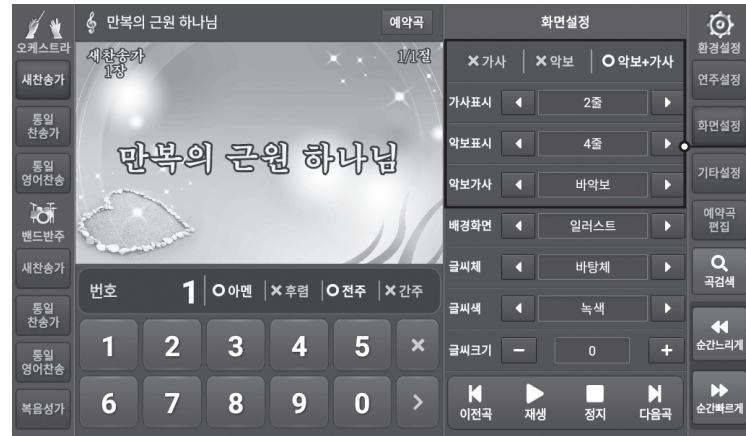 오케스트라
새찬송가
통일
찬송가
통일
영어찬송
밴드반주
새찬송가
통일
찬송가
통일
영어찬송
복음성가
만복의 근원 하나님
예약곡
새찬송가
1장
1/1절
만복의 근원 하나님
번호
1
아멘
후렴
전주
간주
1 2 3 4 5 ×
6 7 8 9 0 >
화면설정
가사
악보
악보+가사
가사표시
2줄
악보표시
4줄
악보가사
바악보
배경화면
일러스트
글씨체
바탕체
글씨색
녹색
글씨크기
− 0 +
이전곡
재생
정지
다음곡
환경설정
연주설정
화면설정
기타설정
예약곡
편집
곡검색
순간느리게
순간빠르게